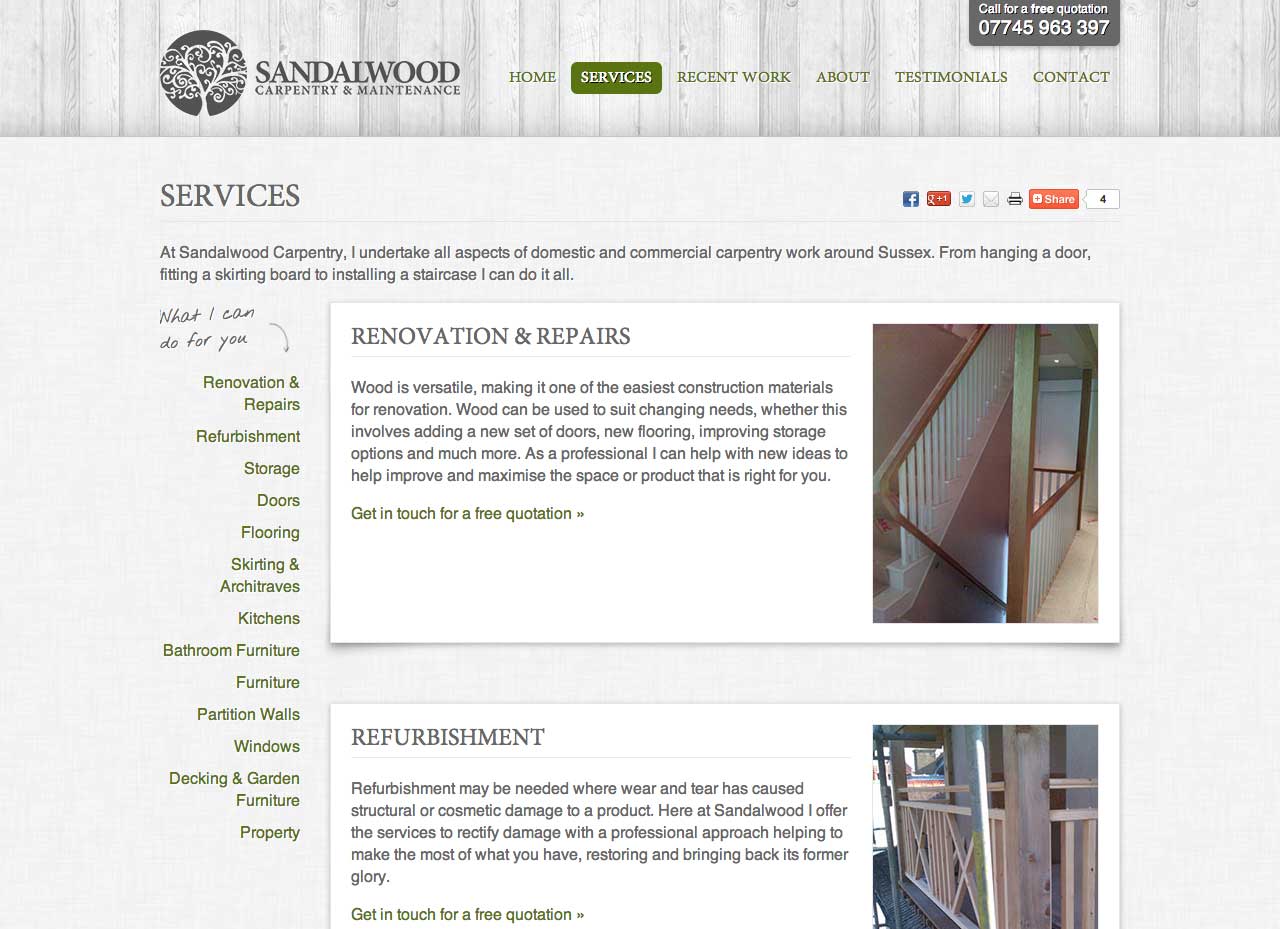 Call for a free quotation
07745 963 397
SANDALWOOD
CARPENTRY & MAINTENANCE
HOME
SERVICES
RECENT WORK
ABOUT
TESTIMONIALS
CONTACT
SERVICES
+1
Share
4
At Sandalwood Carpentry, I undertake all aspects of domestic and commercial carpentry work around Sussex. From hanging a door,
fitting a skirting board to installing a staircase I can do it all.
What I can
do for you
Renovation &
Repairs
Refurbishment
Storage
Doors
Flooring
Skirting &
Architraves
Kitchens
Bathroom Furniture
Furniture
Partition Walls
Windows
Decking & Garden
Furniture
Property
RENOVATION & REPAIRS
Wood is versatile, making it one of the easiest construction materials
for renovation. Wood can be used to suit changing needs, whether this
involves adding a new set of doors, new flooring, improving storage
options and much more. As a professional I can help with new ideas to
help improve and maximise the space or product that is right for you.
Get in touch for a free quotation »
REFURBISHMENT
Refurbishment may be needed where wear and tear has caused
structural or cosmetic damage to a product. Here at Sandalwood I offer
the services to rectify damage with a professional approach helping to
make the most of what you have, restoring and bringing back its former
glory.
Get in touch for a free quotation »